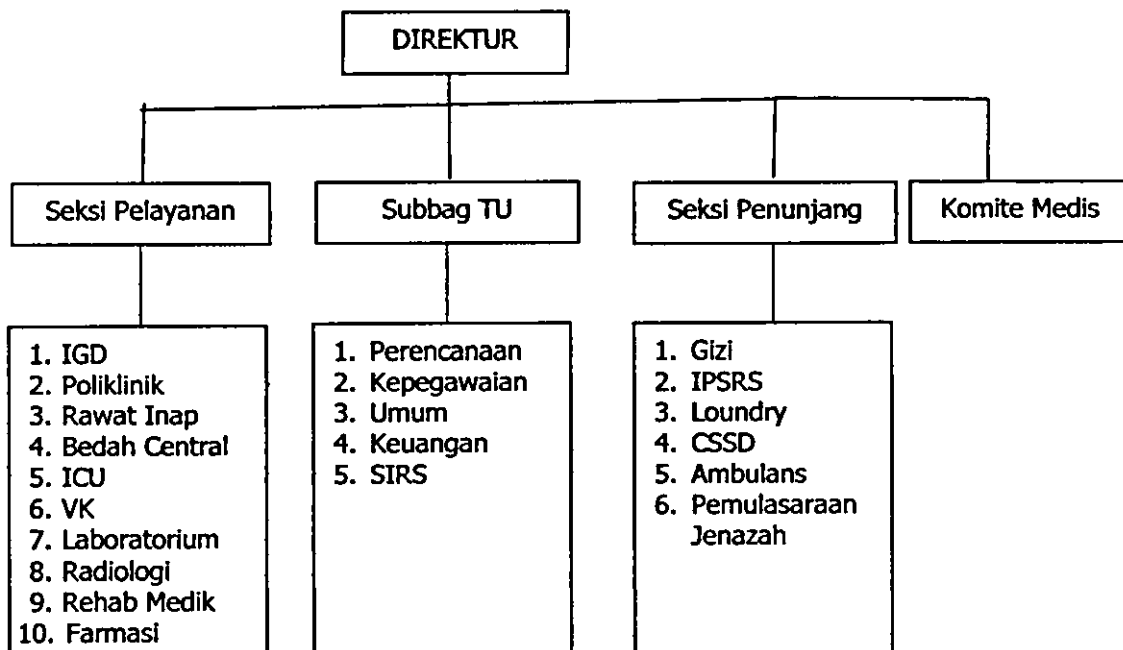 DIREKTUR
Seksi Pelayanan
Subbag TU
Seksi Penunjang
Komite Medis
1. IGD
2. Poliklinik
3. Rawat Inap
4. Bedah Central
5. ICU
6. VK
7. Laboratorium
8. Radiologi
9. Rehab Medik
10. Farmasi
1. Perencanaan
2. Kepegawaian
3. Umum
4. Keuangan
5. SIRS
1. Gizi
2. IPSRS
3. Loundry
4. CSSD
5. Ambulans
6. Pemulasaraan
Jenazah